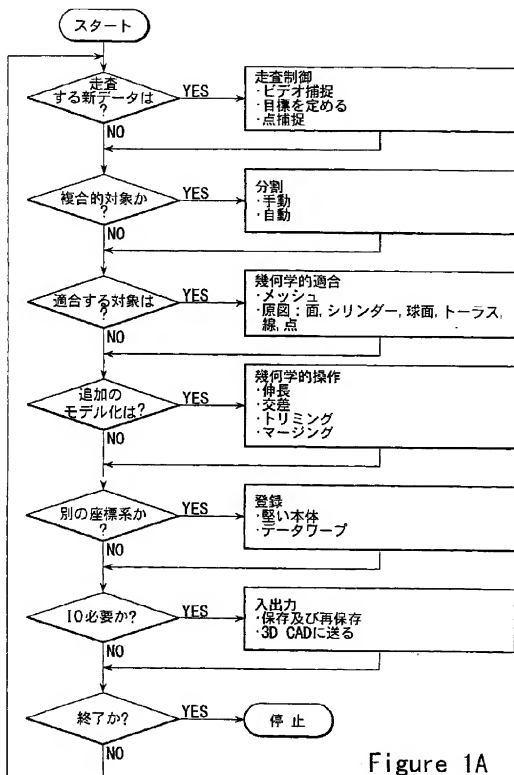 スタート
走査
する新データは
?
YES
走査制御
·ビデオ捕捉
·目標を定める
·点捕捉
NO
複合的対象か
?
YES
分割
·手動
·自動
NO
適合する対象は
?
YES
幾何学的適合
·メッシュ
·原図：面, シリンダー, 球面, トーラス,
線, 点
NO
追加の
モデル化は?
YES
幾何学的操作
·伸長
·交差
·トリミング
·マージング
NO
別の座標系か
?
YES
登録
·堅い本体
·データワープ
NO
IO必要か?
YES
入出力
·保存及び再保存
·3D CADに送る
NO
終了か?
YES
停 止
NO
Figure 1A